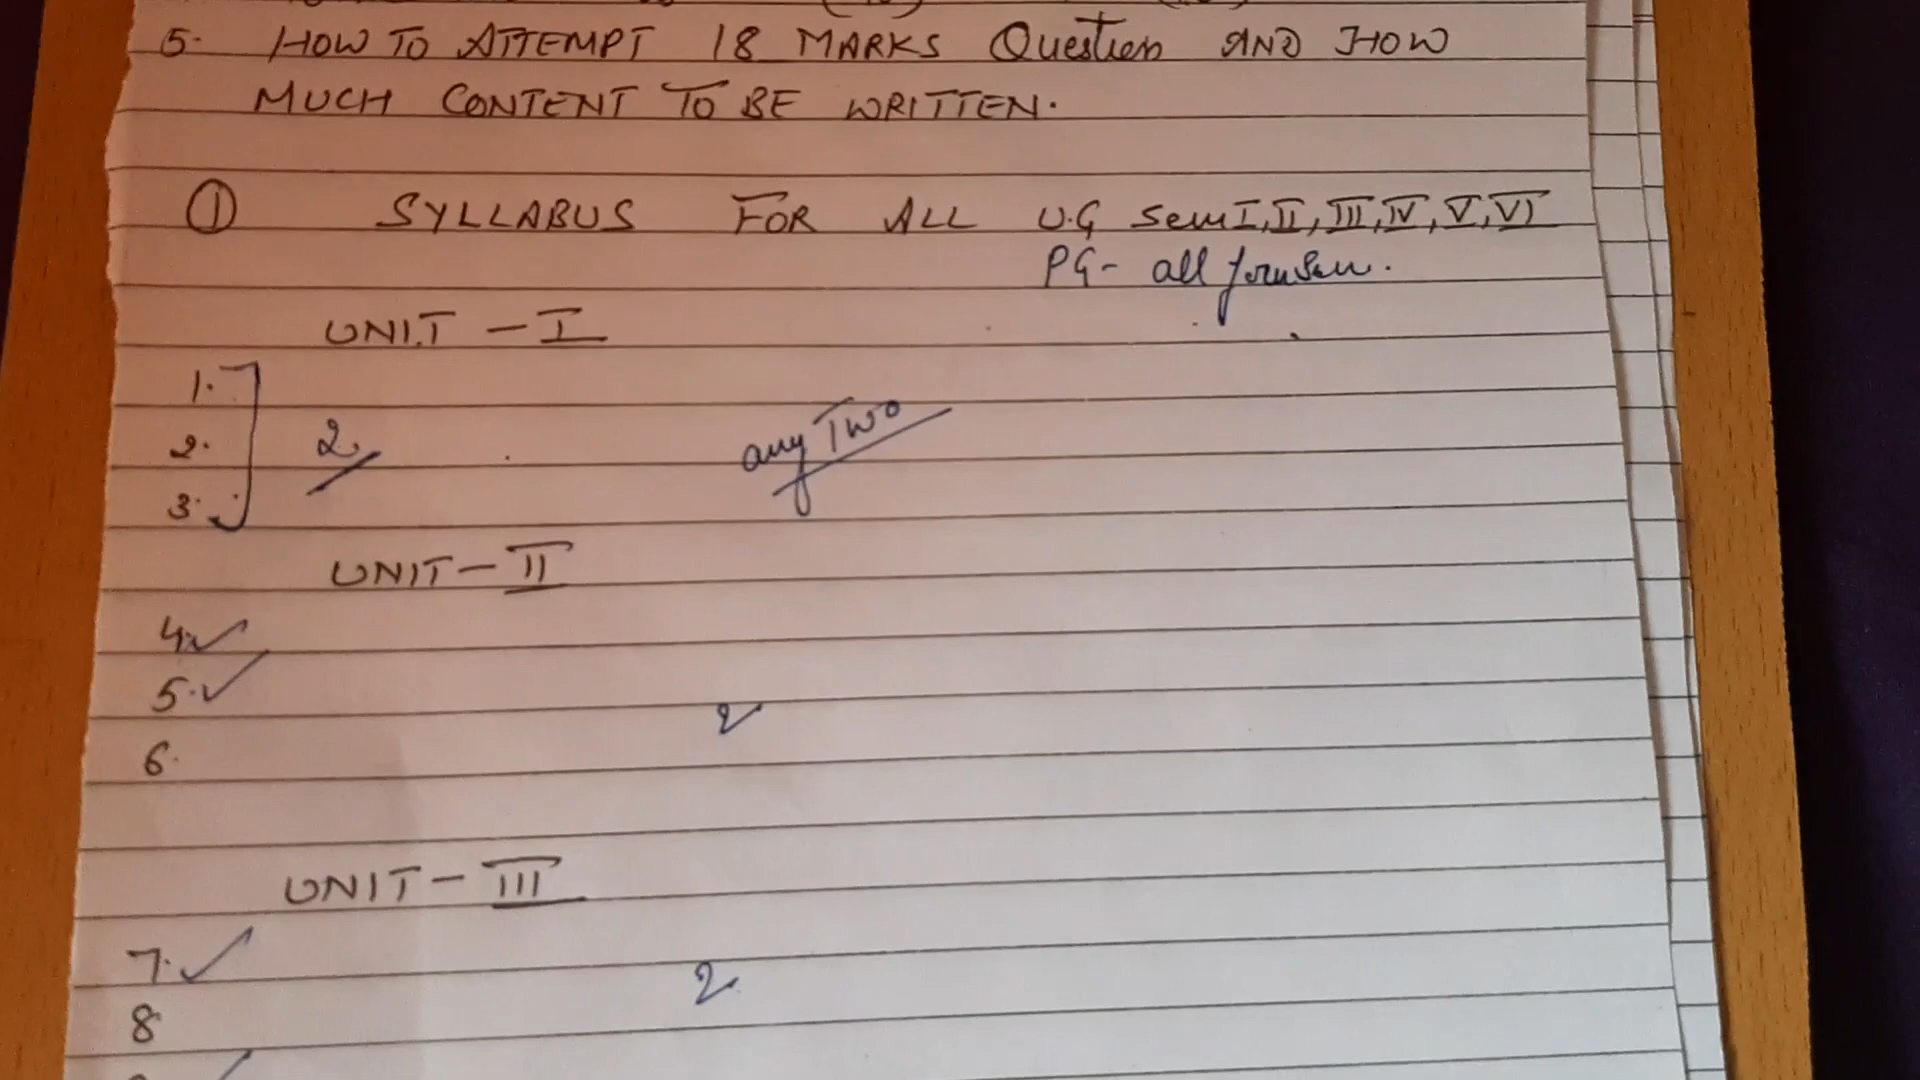 5. HOW TO ATTEMPT 18 MARKS Question AND HOW
MUCH CONTENT TO BE WRITTEN.
① SYLLABUS FOR ALL U.G Sem I, II, III, IV, V, VI
PG- all four Sem.
UNIT - I
1.
2. 2 any Two
3.
UNIT - II
4. ✓
5. ✓
2
6.
UNIT - III
7. ✓
2
8